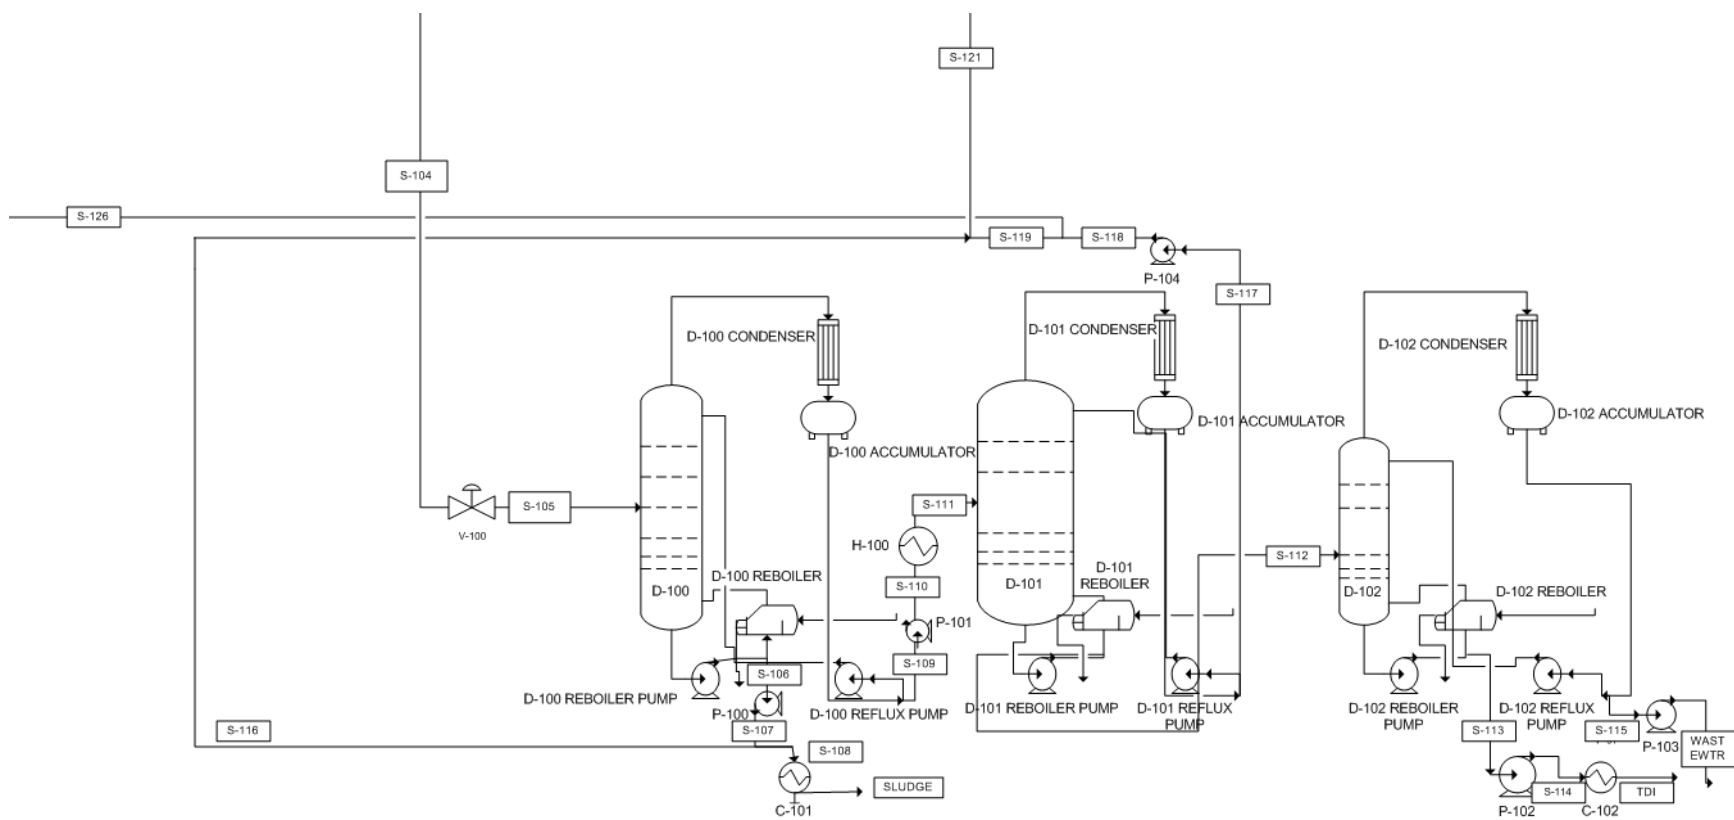 S-121
S-104
S-126
S-119
S-118
P-104
S-117
D-100 CONDENSER
D-101 CONDENSER
D-102 CONDENSER
D-100 ACCUMULATOR
D-101 ACCUMULATOR
D-102 ACCUMULATOR
S-105
V-100
S-111
H-100
S-112
D-100
D-100 REBOILER
S-110
D-101
D-101
REBOILER
D-102
D-102 REBOILER
P-101
S-109
S-106
D-100 REBOILER PUMP
P-100
D-100 REFLUX PUMP
D-101 REBOILER PUMP
D-101 REFLUX
PUMP
D-102 REBOILER
PUMP
D-102 REFLUX
PUMP
S-116
S-107
S-108
S-113
S-115
P-103
WAST
EWTR
SLUDGE
C-101
P-102
S-114
C-102
TDI